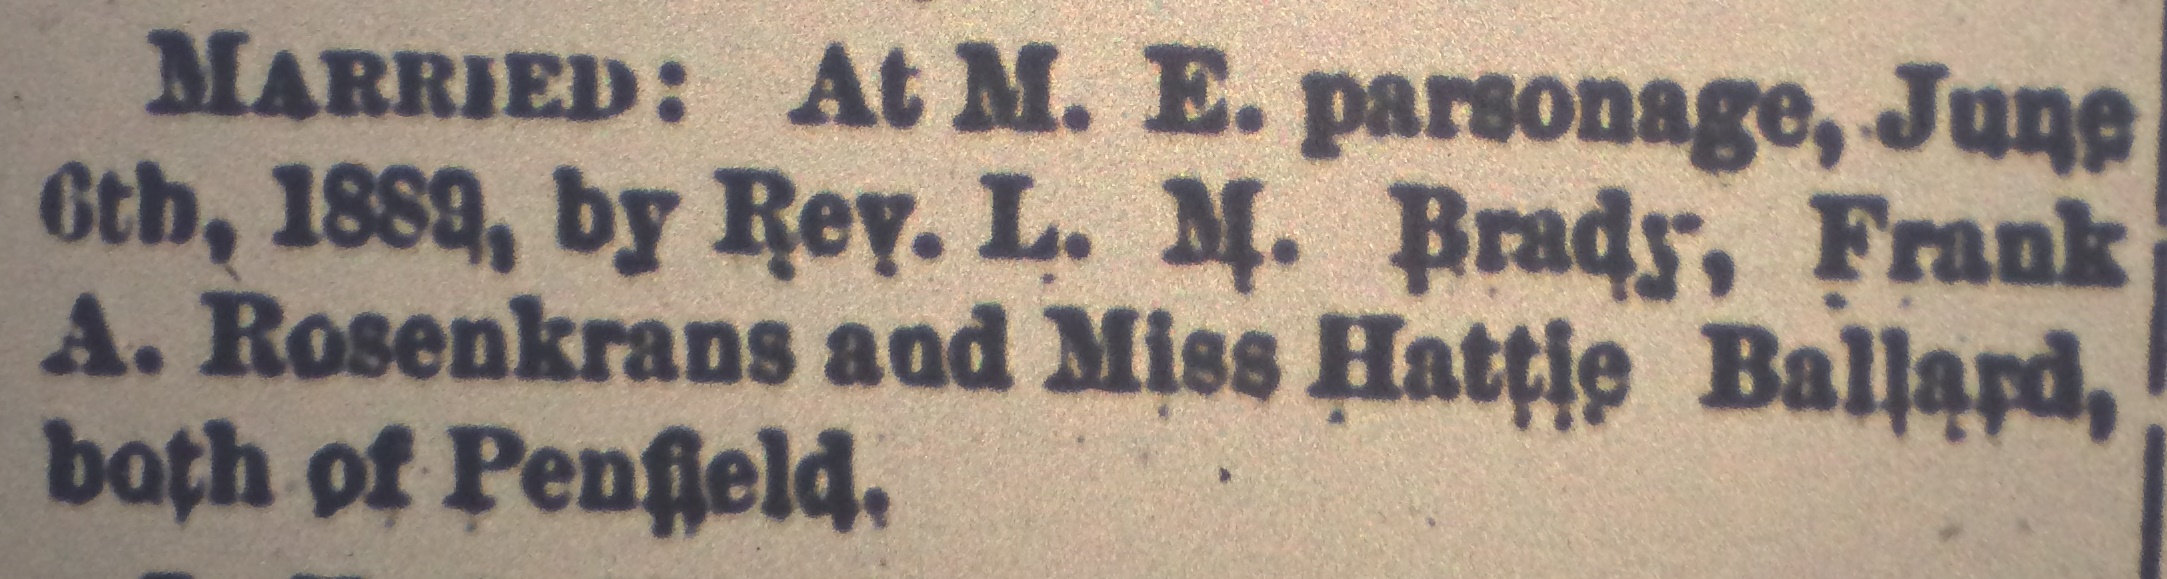 MARRIED: At M. E. parsonage, June
6th, 1889, by Rev. L. M. Brady, Frank
A. Rosenkrans and Miss Hattie Ballard,
both of Penfield.